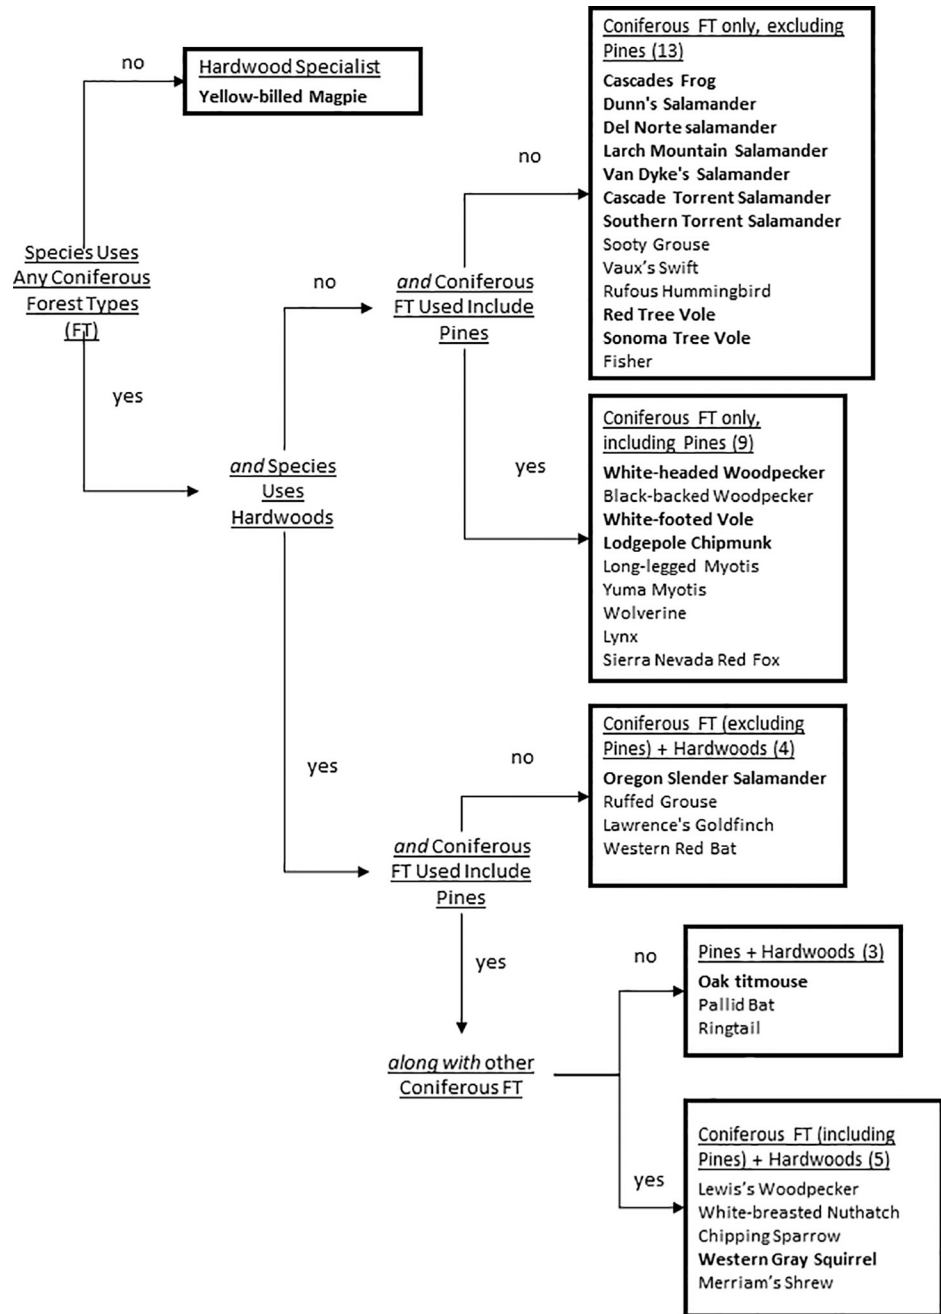 no
Hardwood Specialist
Yellow-billed Magpie
Species Uses
Any Coniferous
Forest Types
(FT)
yes
and Species
Uses
Hardwoods
no
and Coniferous
FT Used Include
Pines
no
Coniferous FT only, excluding
Pines (13)
Cascades Frog
Dunn's Salamander
Del Norte salamander
Larch Mountain Salamander
Van Dyke's Salamander
Cascade Torrent Salamander
Southern Torrent Salamander
Sooty Grouse
Vaux's Swift
Rufous Hummingbird
Red Tree Vole
Sonoma Tree Vole
Fisher
yes
Coniferous FT only,
including Pines (9)
White-headed Woodpecker
Black-backed Woodpecker
White-footed Vole
Lodgepole Chipmunk
Long-legged Myotis
Yuma Myotis
Wolverine
Lynx
Sierra Nevada Red Fox
yes
and Coniferous
FT Used Include
Pines
no
Coniferous FT (excluding
Pines) + Hardwoods (4)
Oregon Slender Salamander
Ruffed Grouse
Lawrence's Goldfinch
Western Red Bat
yes
along with other
Coniferous FT
no
Pines + Hardwoods (3)
Oak titmouse
Pallid Bat
Ringtail
yes
Coniferous FT (including
Pines) + Hardwoods (5)
Lewis's Woodpecker
White-breasted Nuthatch
Chipping Sparrow
Western Gray Squirrel
Merriam's Shrew